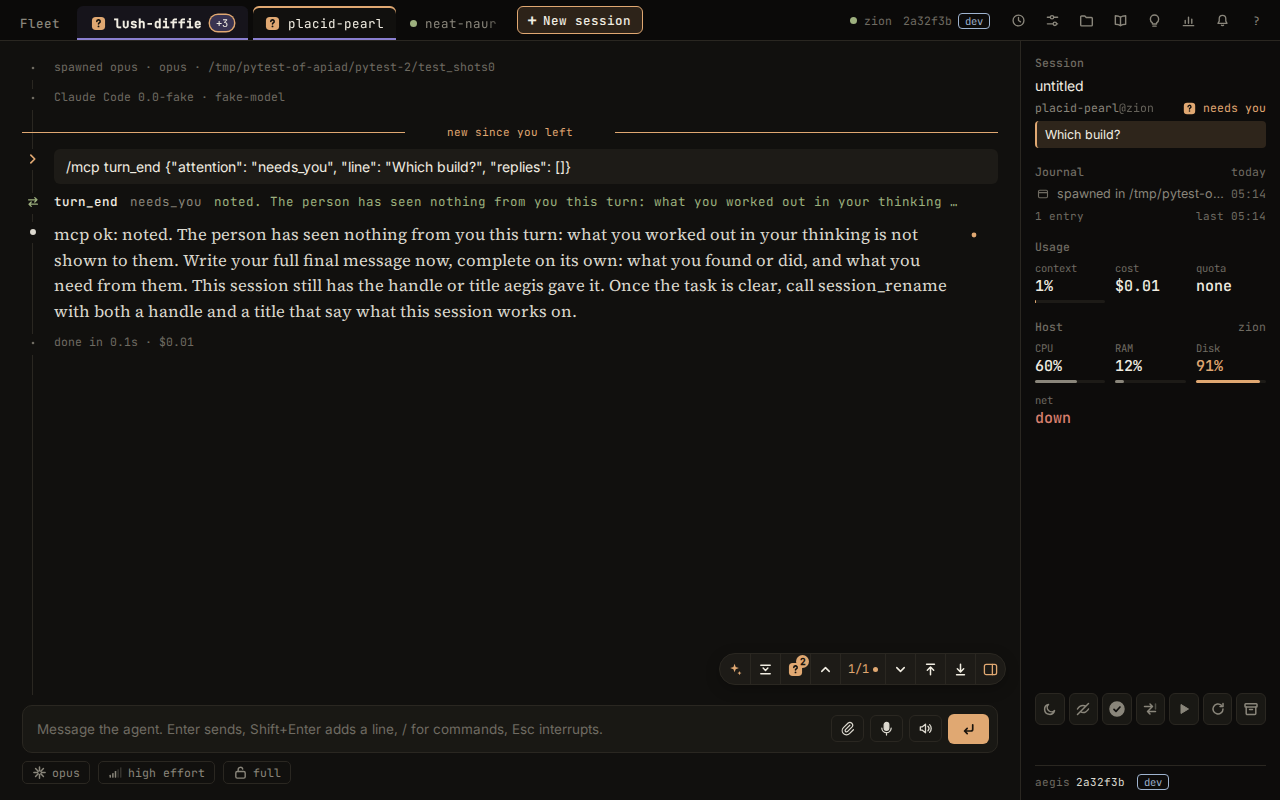 Fleet
? lush-diffie +3
? placid-pearl
neat-naur
+ New session
zion 2a32f3b dev
?
spawned opus · opus · /tmp/pytest-of-apiad/pytest-2/test_shots0
Claude Code 0.0-fake · fake-model
new since you left
/mcp turn_end {"attention": "needs_you", "line": "Which build?", "replies": []}
turn_end needs_you noted. The person has seen nothing from you this turn: what you worked out in your thinking …
mcp ok: noted. The person has seen nothing from you this turn: what you worked out in your thinking is not
shown to them. Write your full final message now, complete on its own: what you found or did, and what you
need from them. This session still has the handle or title aegis gave it. Once the task is clear, call session_rename
with both a handle and a title that say what this session works on.
done in 0.1s · $0.01
? 2
1/1
Message the agent. Enter sends, Shift+Enter adds a line, / for commands, Esc interrupts.
opus
high effort
full
Session
untitled
placid-pearl@zion ? needs you
Which build?
Journal today
spawned in /tmp/pytest-o… 05:14
1 entry last 05:14
Usage
context cost quota
1% $0.01 none
Host zion
CPU RAM Disk
60% 12% 91%
net
down
aegis 2a32f3b dev